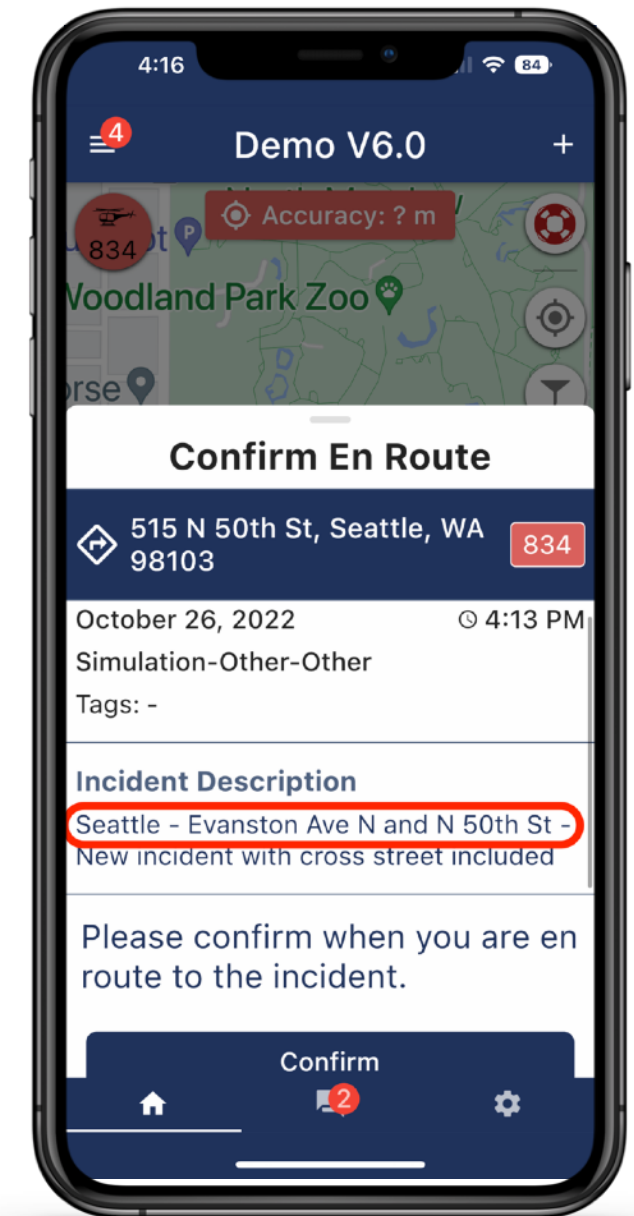 4:16
84
4
Demo V6.0
+
834
Accuracy: ? m
P
Woodland Park Zoo
Confirm En Route
515 N 50th St, Seattle, WA
98103
834
October 26, 2022
4:13 PM
Simulation-Other-Other
Tags: -
Incident Description
Seattle - Evanston Ave N and N 50th St -
New incident with cross street included
Please confirm when you are en
route to the incident.
Confirm
2